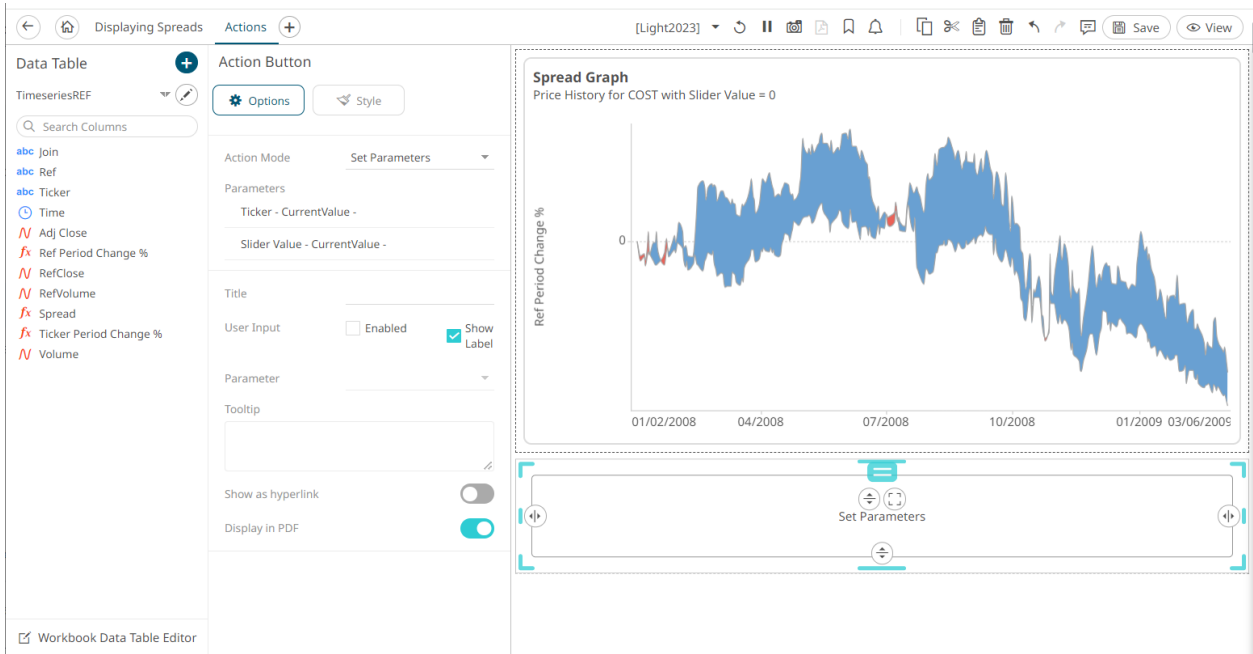 Displaying Spreads
Actions
[Light2023]
Save
View
Data Table
TimeseriesREF
Search Columns
abc Join
abc Ref
abc Ticker
Time
Adj Close
fx Ref Period Change %
RefClose
RefVolume
fx Spread
fx Ticker Period Change %
Volume
Workbook Data Table Editor
Action Button
Options
Style
Action Mode
Set Parameters
Parameters
Ticker - CurrentValue -
Slider Value - CurrentValue -
Title
User Input
Enabled
Show
Label
Parameter
Tooltip
Show as hyperlink
Display in PDF
Spread Graph
Price History for COST with Slider Value = 0
Ref Period Change %
0
01/02/2008
04/2008
07/2008
10/2008
01/2009
03/06/2009
Set Parameters